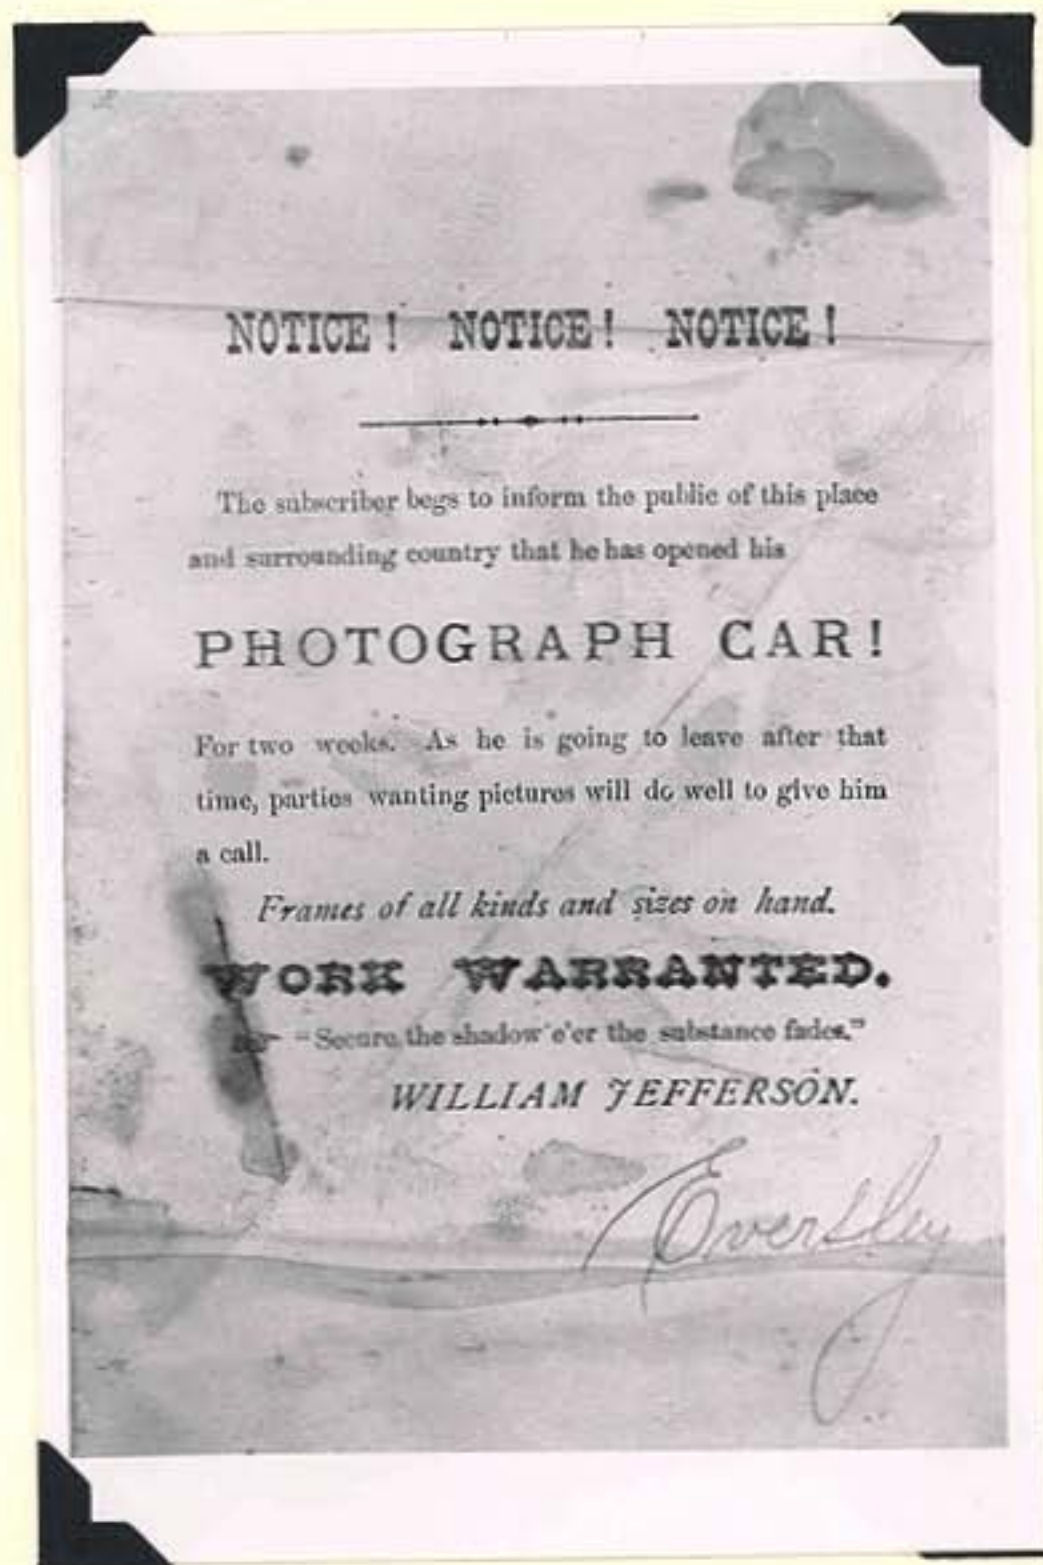 NOTICE ! NOTICE ! NOTICE !
The subscriber begs to inform the public of this place
and surrounding country that he has opened his
PHOTOGRAPH CAR!
For two weeks. As he is going to leave after that
time, parties wanting pictures will do well to give him
a call.
Frames of all kinds and sizes on hand.
WORK WARRANTED.
"Secure the shadow e'er the substance fades."
WILLIAM JEFFERSON.
Eversley